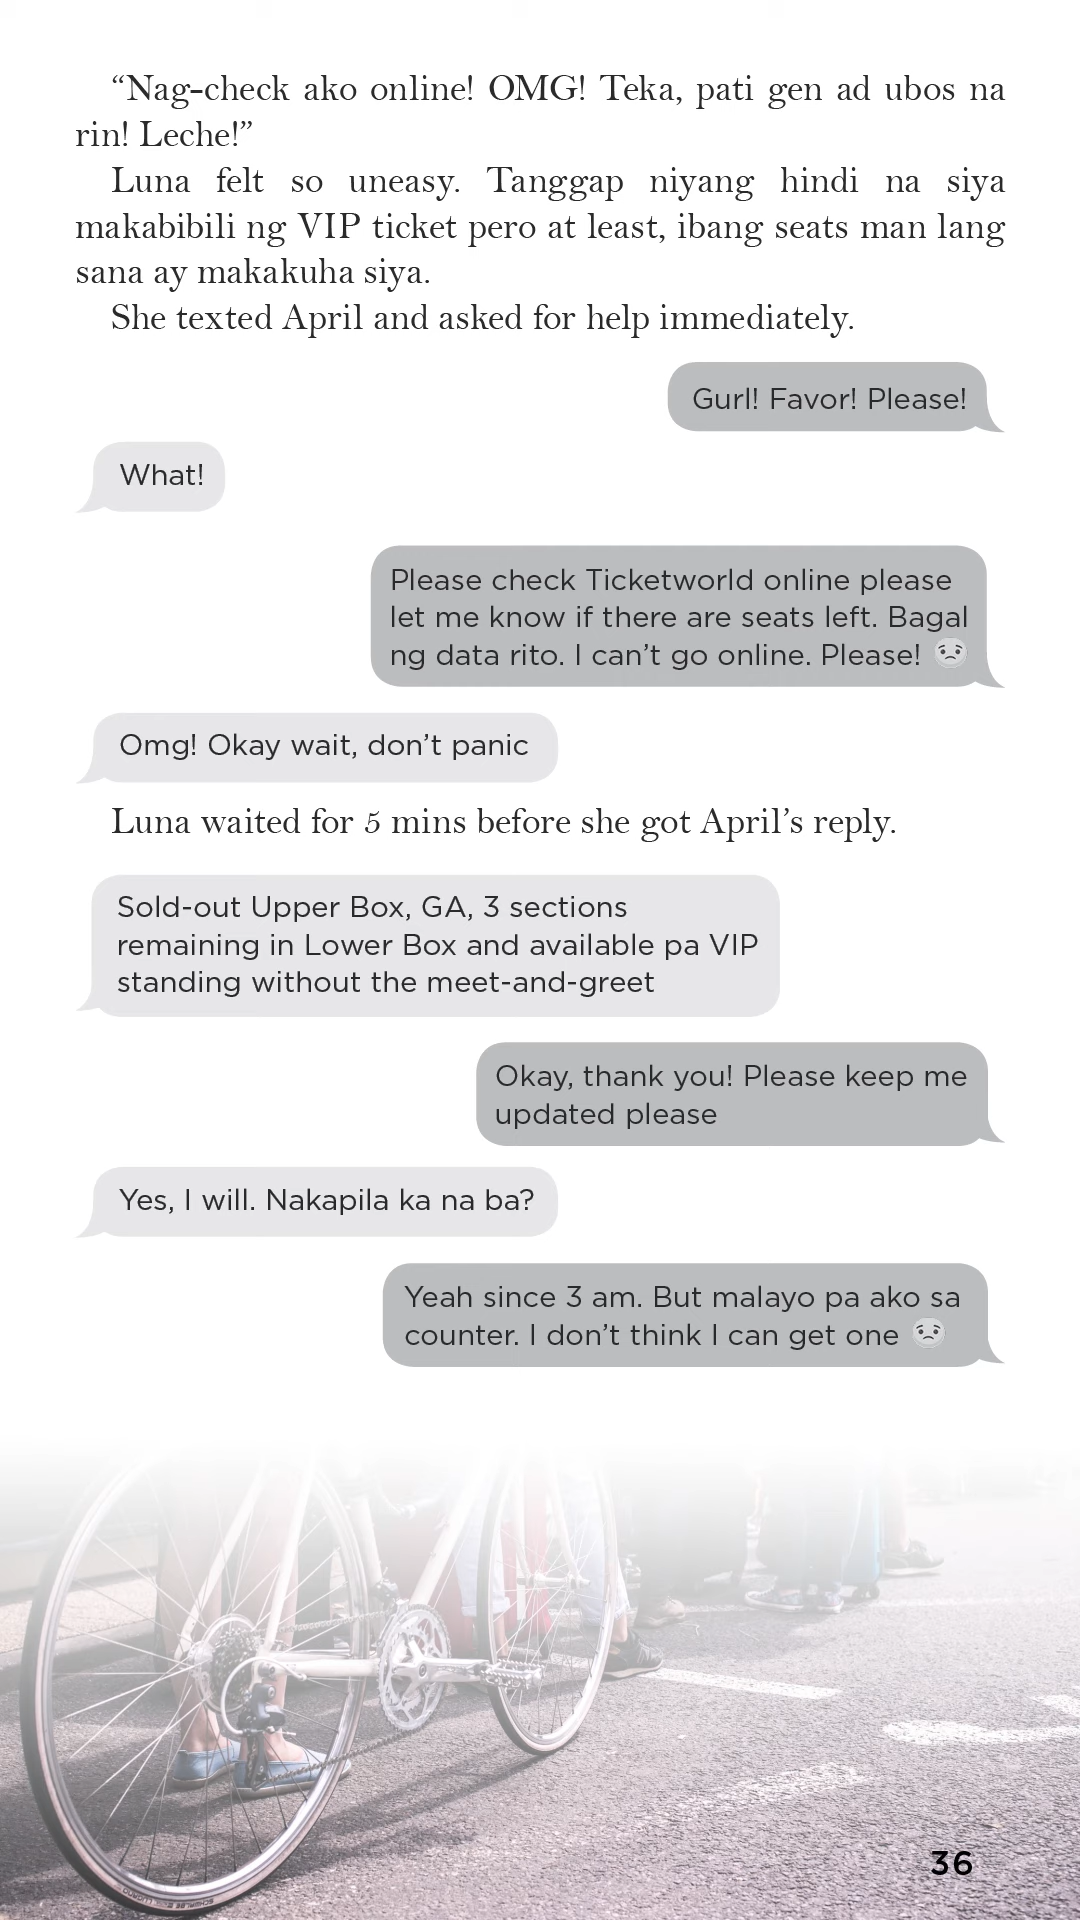 “Nag-check ako online! OMG! Teka, pati gen ad ubos na
rin! Leche!”
Luna felt so uneasy. Tanggap niyang hindi na siya
makabibili ng VIP ticket pero at least, ibang seats man lang
sana ay makakuha siya.
She texted April and asked for help immediately.
Gurl! Favor! Please!
What!
Please check Ticketworld online please
let me know if there are seats left. Bagal
ng data rito. I can’t go online. Please! 😟
Omg! Okay wait, don’t panic
Luna waited for 5 mins before she got April’s reply.
Sold-out Upper Box, GA, 3 sections
remaining in Lower Box and available pa VIP
standing without the meet-and-greet
Okay, thank you! Please keep me
updated please
Yes, I will. Nakapila ka na ba?
Yeah since 3 am. But malayo pa ako sa
counter. I don’t think I can get one 😟
36